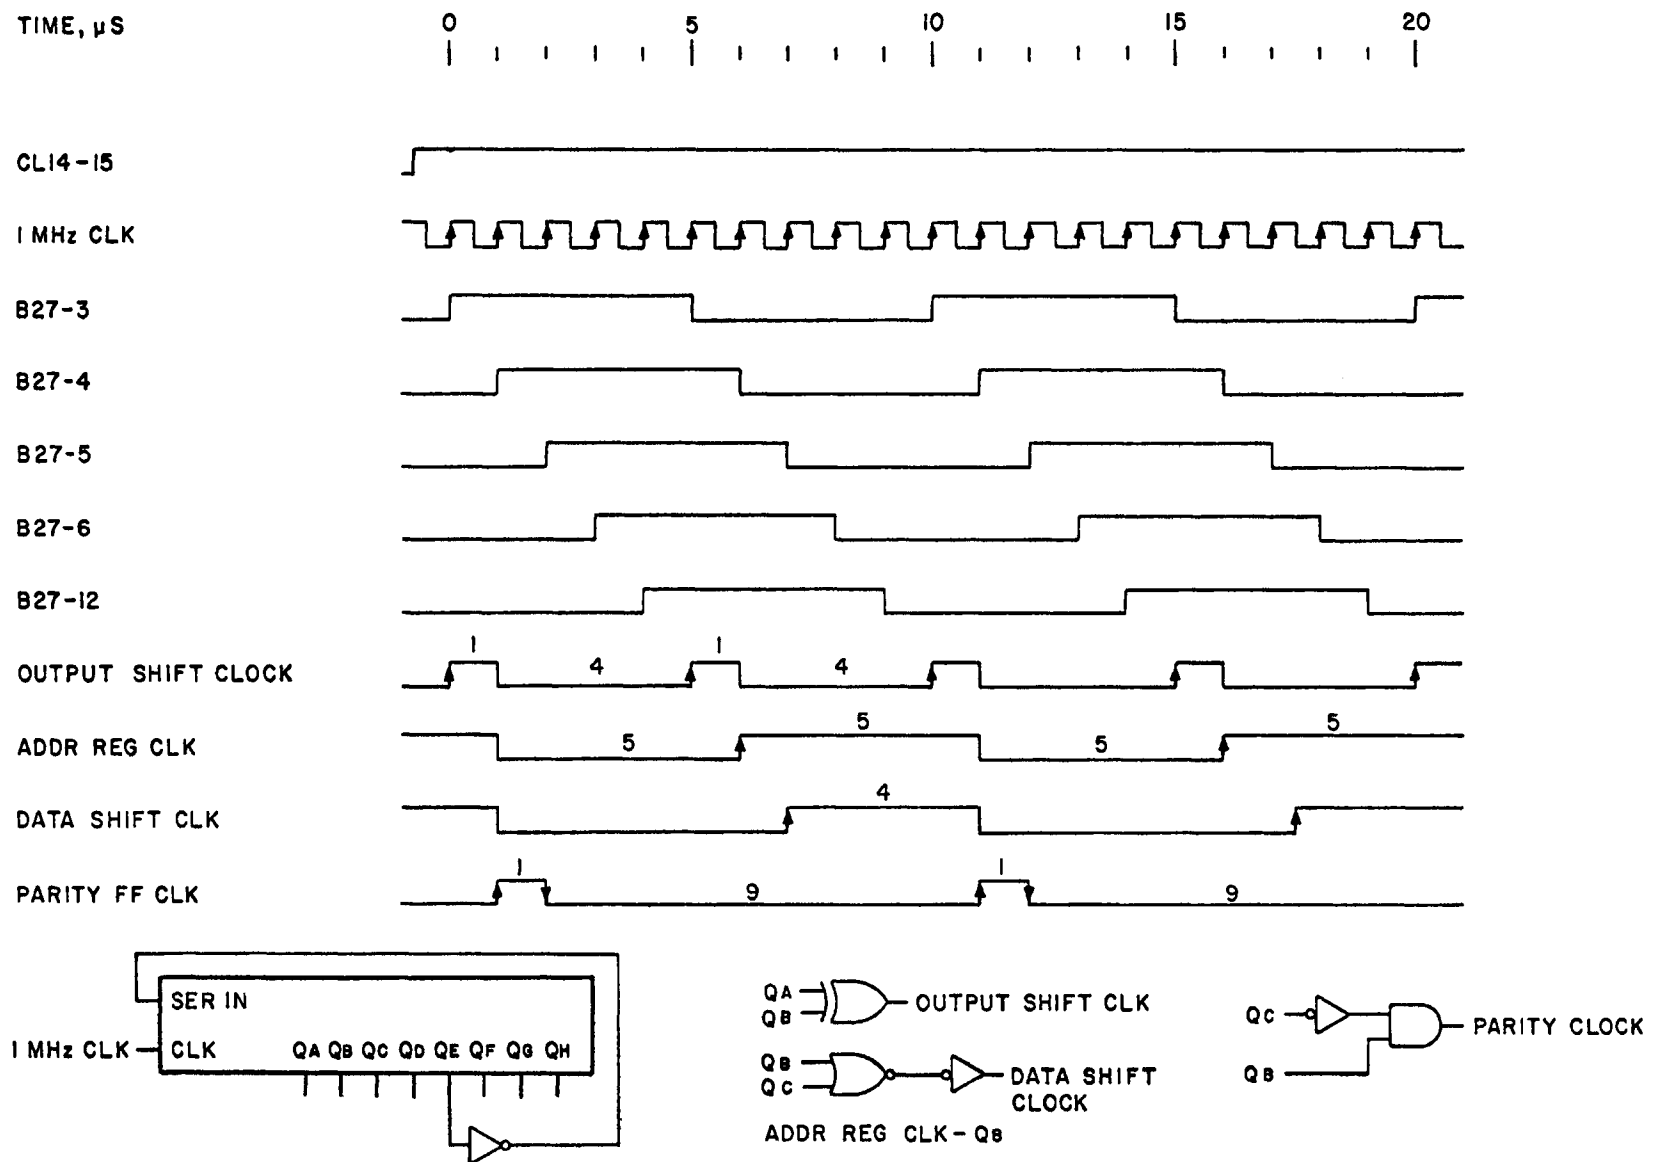 TIME, µS 0 5 10 15 20
CL14-15
1 MHz CLK
B27-3
B27-4
B27-5
B27-6
B27-12
1 1
OUTPUT SHIFT CLOCK 4 4
5 5
ADDR REG CLK 5 5
4
DATA SHIFT CLK
1 1
PARITY FF CLK 9 9
SER IN
1 MHz CLK CLK QA QB QC QD QE QF QG QH
QA
QB OUTPUT SHIFT CLK
QB
QC DATA SHIFT
CLOCK
ADDR REG CLK - QB
QC PARITY CLOCK
QB